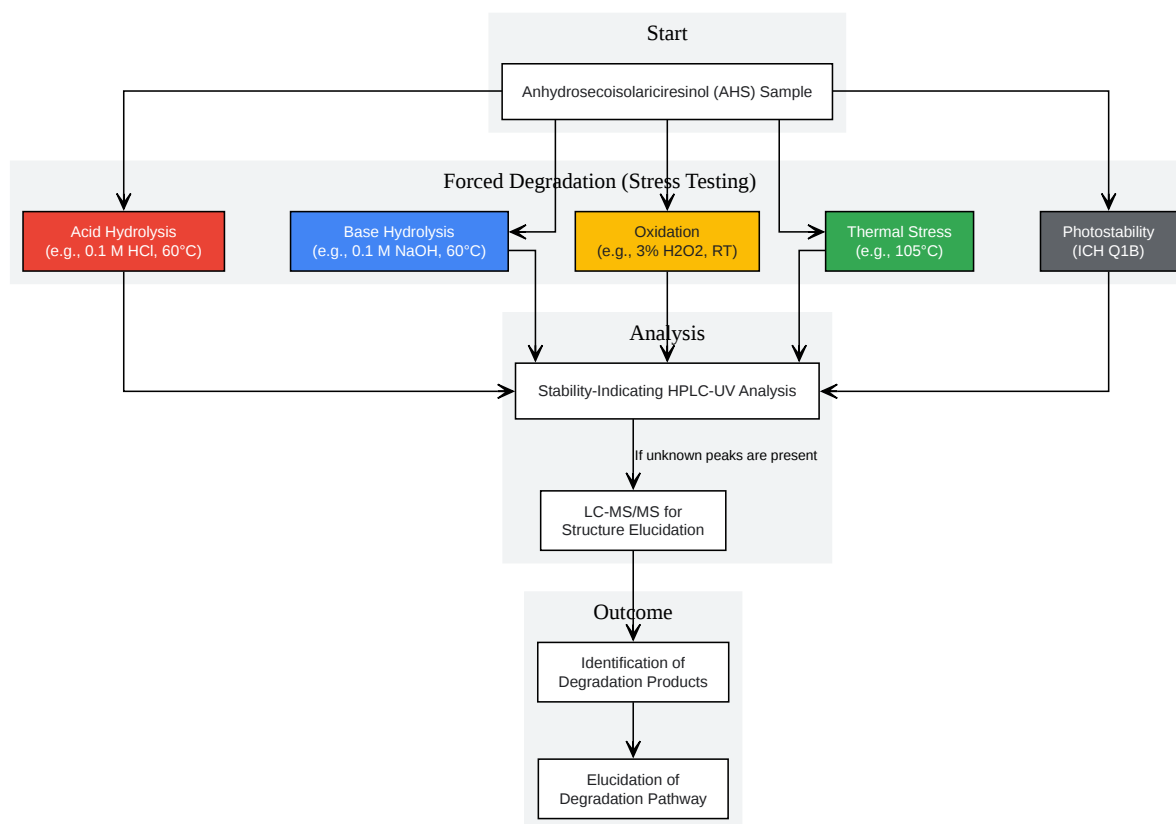 Start
Anhydrosecoisolariciresinol (AHS) Sample
Forced Degradation (Stress Testing)
Acid Hydrolysis
(e.g., 0.1 M HCl, 60°C)
Base Hydrolysis
(e.g., 0.1 M NaOH, 60°C)
Oxidation
(e.g., 3% H2O2, RT)
Thermal Stress
(e.g., 105°C)
Photostability
(ICH Q1B)
Analysis
Stability-Indicating HPLC-UV Analysis
If unknown peaks are present
LC-MS/MS for
Structure Elucidation
Outcome
Identification of
Degradation Products
Elucidation of
Degradation Pathway